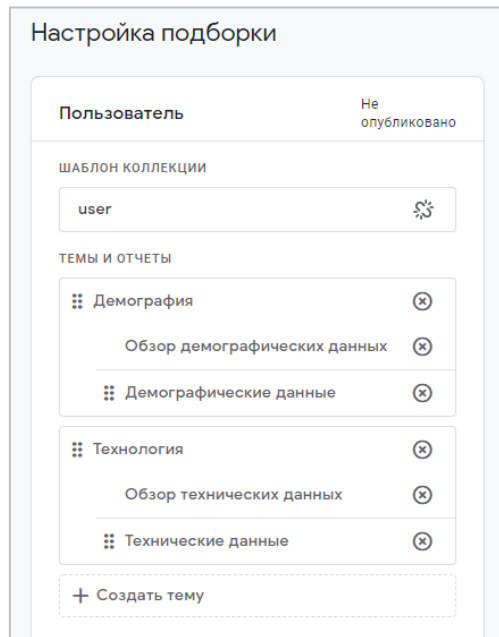 Настройка подборки
Пользователь
Не
опубликовано
ШАБЛОН КОЛЛЕКЦИИ
user
ТЕМЫ И ОТЧЕТЫ
Демография
Обзор демографических данных
Демографические данные
Технология
Обзор технических данных
Технические данные
+ Создать тему